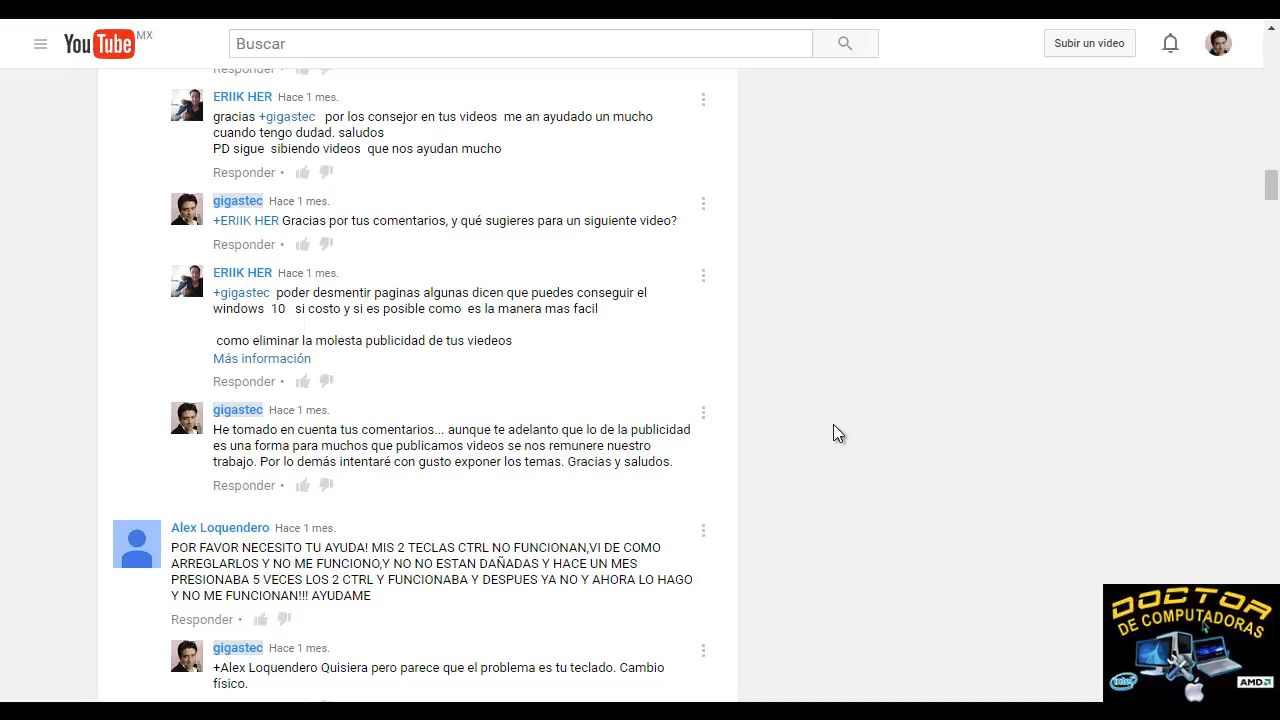 YouTube MX
Buscar
Subir un video
Responder •
ERIIK HER Hace 1 mes.
gracias +gigastec por los consejor en tus videos me an ayudado un mucho
cuando tengo dudad. saludos
PD sigue sibiendo videos que nos ayudan mucho
Responder •
gigastec Hace 1 mes.
+ERIIK HER Gracias por tus comentarios, y qué sugieres para un siguiente video?
Responder •
ERIIK HER Hace 1 mes.
+gigastec poder desmentir paginas algunas dicen que puedes conseguir el
windows 10 si costo y si es posible como es la manera mas facil
como eliminar la molesta publicidad de tus viedeos
Más información
Responder •
gigastec Hace 1 mes.
He tomado en cuenta tus comentarios... aunque te adelanto que lo de la publicidad
es una forma para muchos que publicamos videos se nos remunere nuestro
trabajo. Por lo demás intentaré con gusto exponer los temas. Gracias y saludos.
Responder •
Alex Loquendero Hace 1 mes.
POR FAVOR NECESITO TU AYUDA! MIS 2 TECLAS CTRL NO FUNCIONAN,VI DE COMO
ARREGLARLOS Y NO ME FUNCIONO,Y NO NO ESTAN DAÑADAS Y HACE UN MES
PRESIONABA 5 VECES LOS 2 CTRL Y FUNCIONABA Y DESPUES YA NO Y AHORA LO HAGO
Y NO ME FUNCIONAN!!! AYUDAME
Responder •
gigastec Hace 1 mes.
+Alex Loquendero Quisiera pero parece que el problema es tu teclado. Cambio
físico.
DOCTOR
DE COMPUTADORAS
intel
AMD